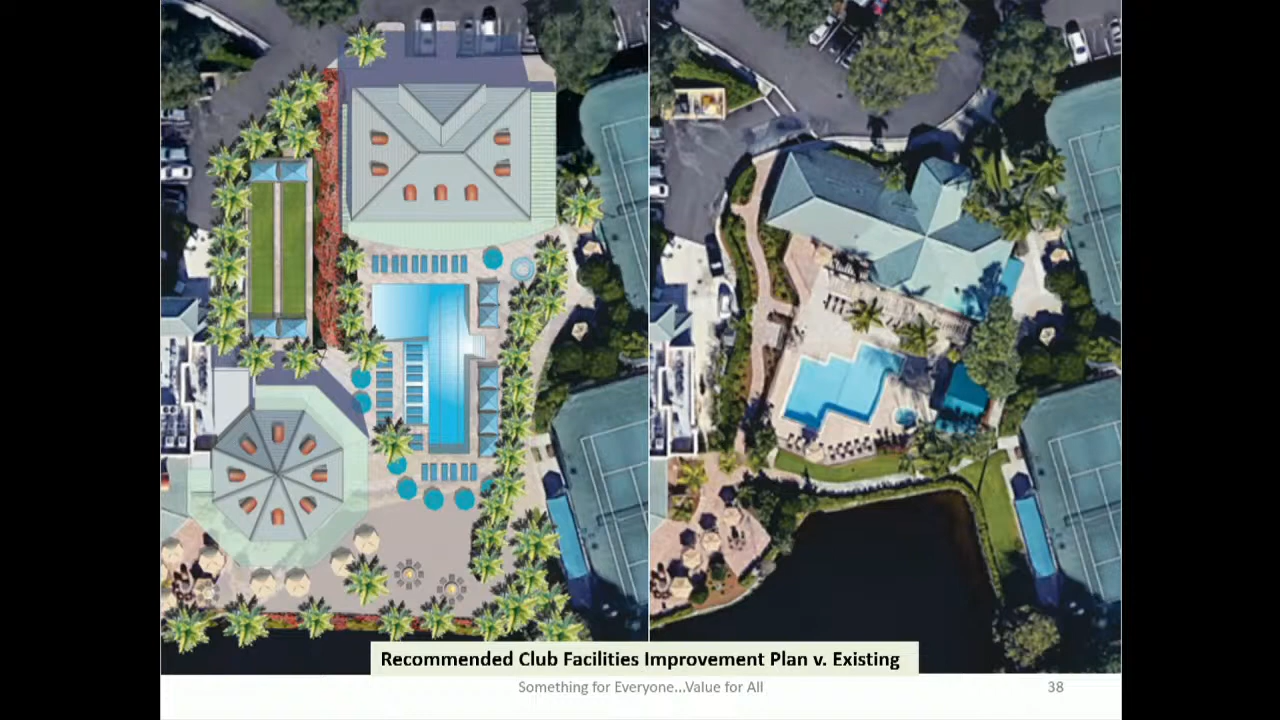 Recommended Club Facilities Improvement Plan v. Existing
Something for Everyone...Value for All
38